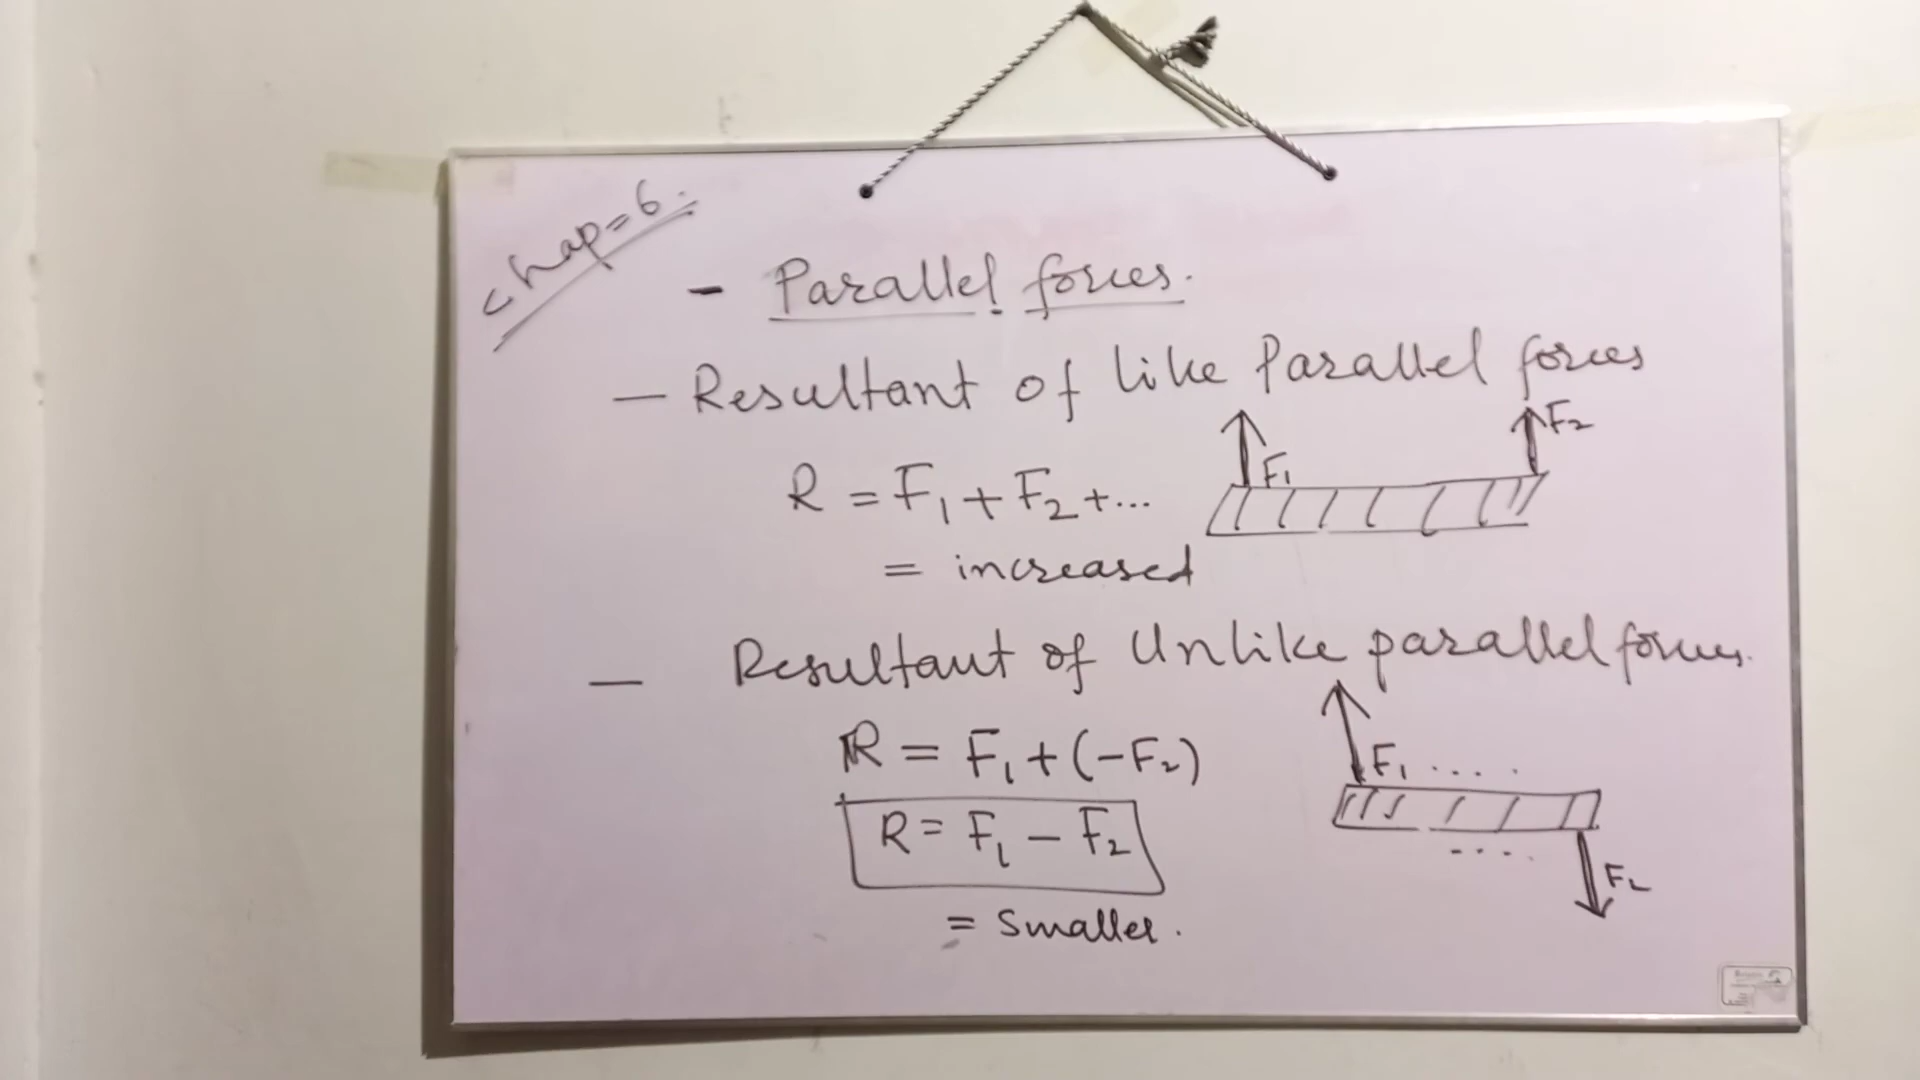 Chap=6.
- Parallel forces.
- Resultant of like Parallel forces
F2
R = F1 + F2 + ...
F1
= increased
- Resultant of Unlike parallel forces.
R = F1 + (-F2)
F1 ....
R = F1 - F2
....
F2
= Smaller.